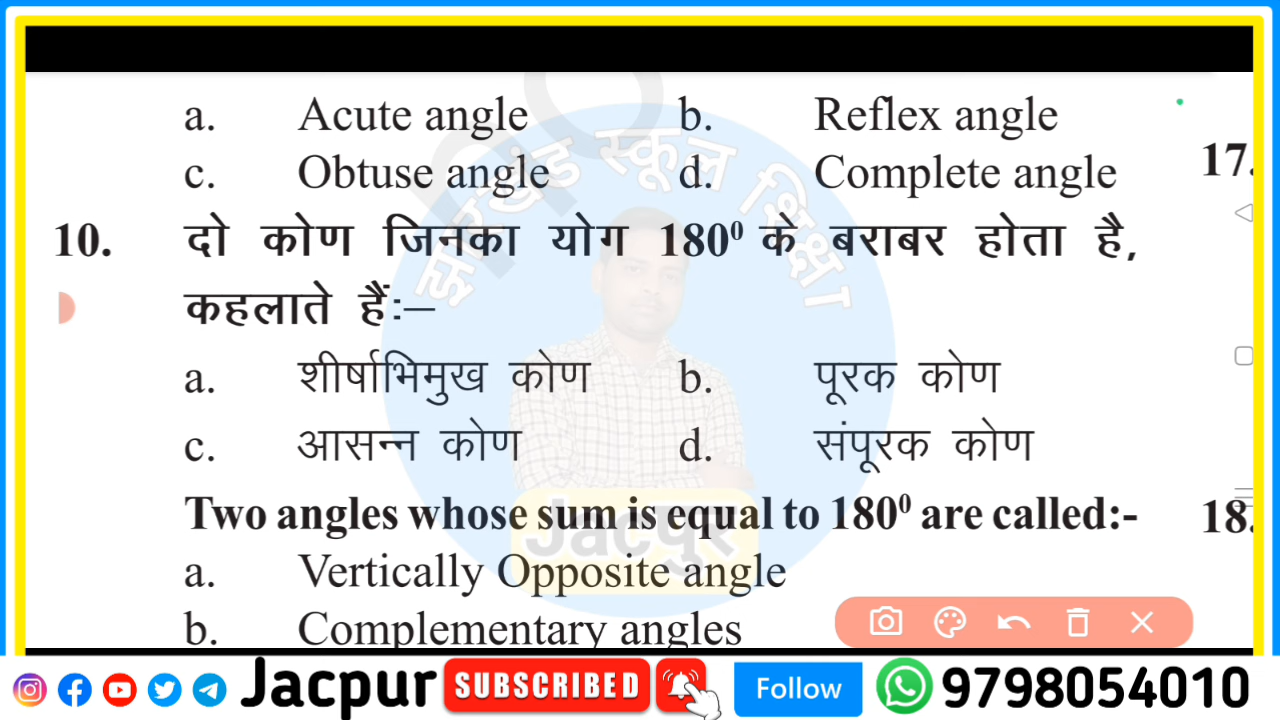 a. Acute angle b. Reflex angle
c. Obtuse angle d. Complete angle
17.
10. दो कोण जिनका योग 180⁰ के बराबर होता है,
कहलाते हैं:–
a. शीर्षाभिमुख कोण b. पूरक कोण
c. आसन्न कोण d. संपूरक कोण
Two angles whose sum is equal to 180⁰ are called:-
18.
a. Vertically Opposite angle
b. Complementary angles
झारखंड स्कूल शिक्षा
Jacपुर
Jacpur SUBSCRIBED Follow 9798054010